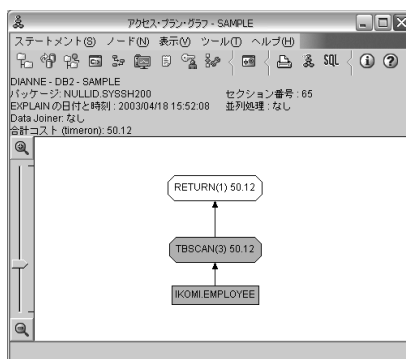 アクセス・プラン・グラフ - SAMPLE
ステートメント(S) ノード(N) 表示(V) ツール(T) ヘルプ(H)
SQL
DIANNE - DB2 - SAMPLE
パッケージ: NULLID.SYSSH200 セクション番号 : 65
EXPLAIN の日付と時刻 : 2003/04/18 15:52:08 並列処理 : なし
Data Joiner: なし
合計コスト (timeron): 50.12
RETURN(1) 50.12
TBSCAN(3) 50.12
IKOMI.EMPLOYEE